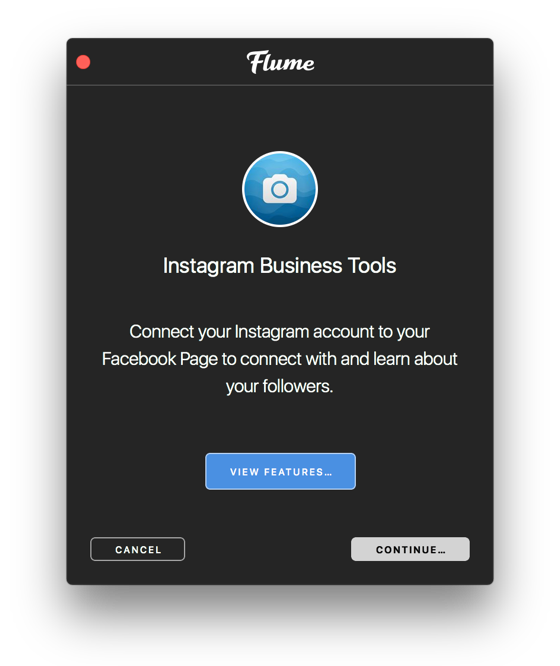 Flume
Instagram Business Tools
Connect your Instagram account to your
Facebook Page to connect with and learn about
your followers.
VIEW FEATURES…
CANCEL
CONTINUE…